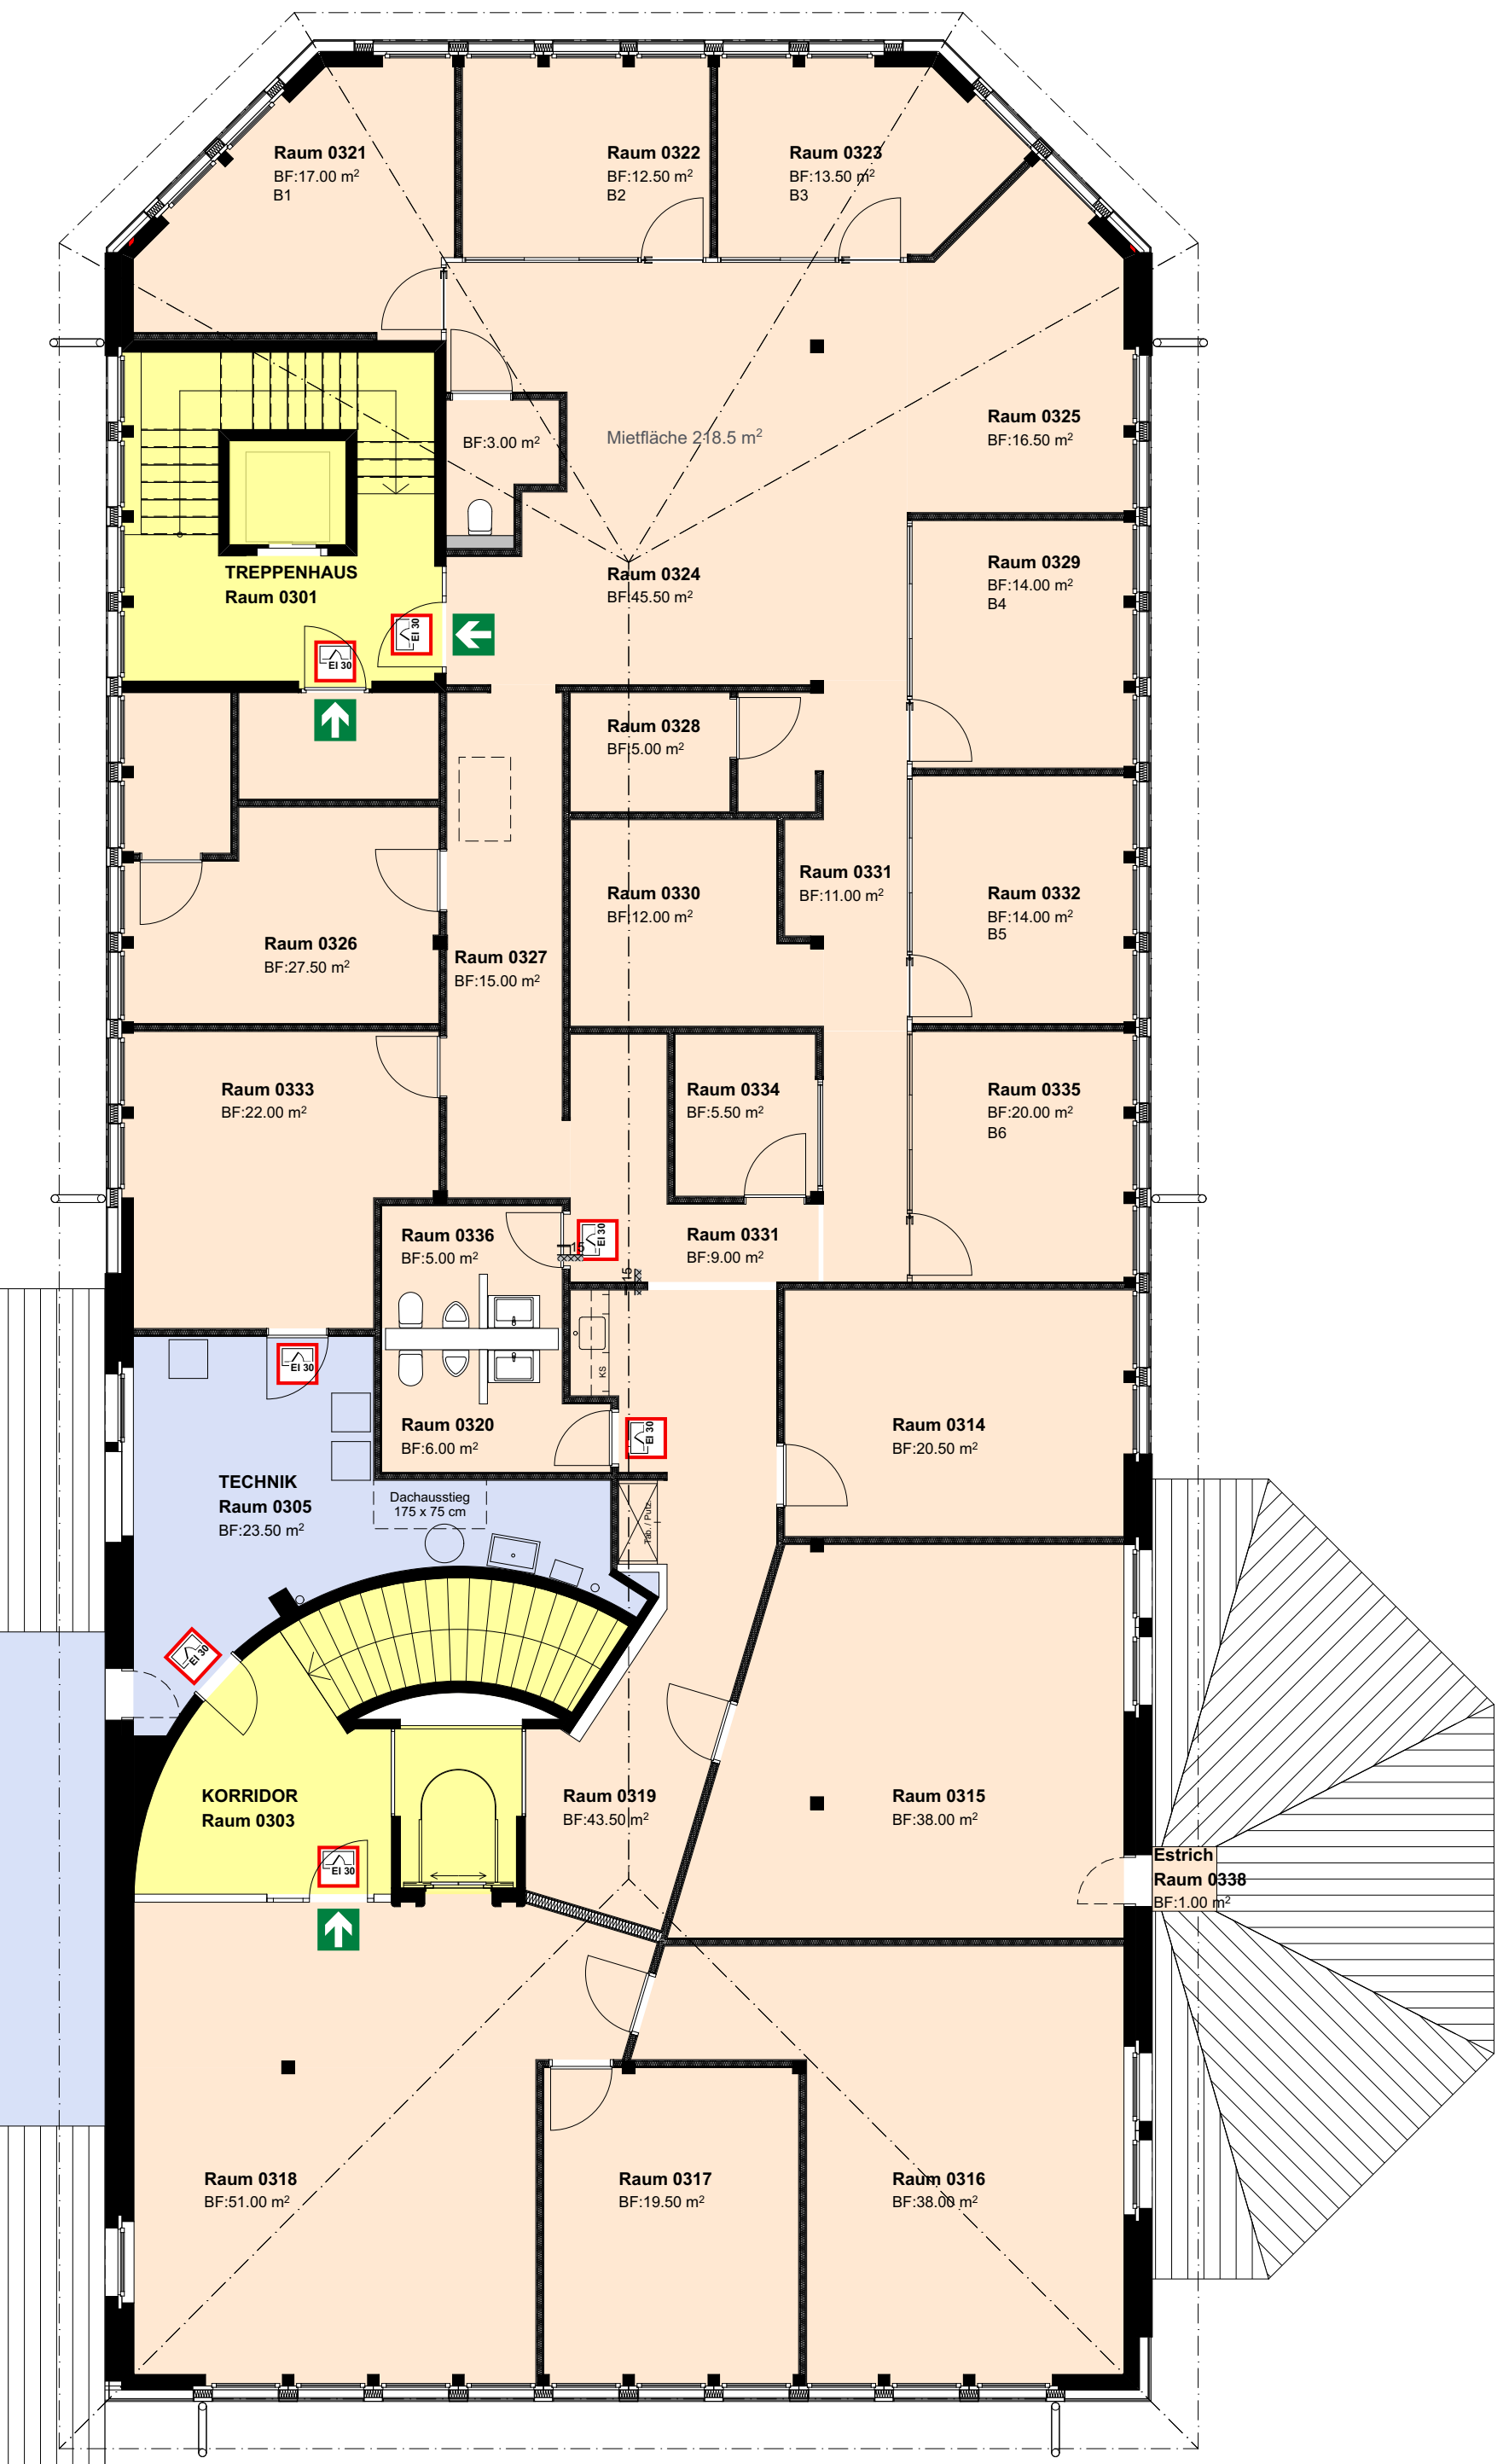 Raum 0321
BF:17.00 m²
B1
Raum 0322
BF:12.50 m²
B2
Raum 0323
BF:13.50 m²
B3
BF:3.00 m²
Mietfläche 218.5 m²
Raum 0325
BF:16.50 m²
TREPPENHAUS
Raum 0301
Raum 0324
BF:45.50 m²
Raum 0329
BF:14.00 m²
B4
EI 30
EI 30
Raum 0328
BF:5.00 m²
Raum 0326
BF:27.50 m²
Raum 0327
BF:15.00 m²
Raum 0330
BF:12.00 m²
Raum 0331
BF:11.00 m²
Raum 0332
BF:14.00 m²
B5
Raum 0333
BF:22.00 m²
Raum 0334
BF:5.50 m²
Raum 0335
BF:20.00 m²
B6
Raum 0336
BF:5.00 m²
EI 30
15
15
Raum 0331
BF:9.00 m²
EI 30
KS
Raum 0320
BF:6.00 m²
EI 30
Raum 0314
BF:20.50 m²
TECHNIK
Raum 0305
BF:23.50 m²
Dachausstieg
175 x 75 cm
Tab. / Putz.
EI 30
KORRIDOR
Raum 0303
EI 30
Raum 0319
BF:43.50 m²
Raum 0315
BF:38.00 m²
Estrich
Raum 0338
BF:1.00 m²
Raum 0318
BF:51.00 m²
Raum 0317
BF:19.50 m²
Raum 0316
BF:38.00 m²